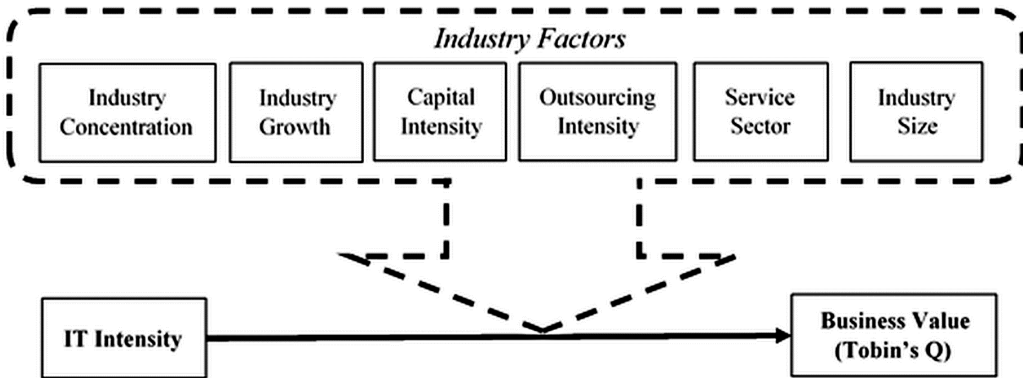 Industry Factors
Industry
Concentration
Industry
Growth
Capital
Intensity
Outsourcing
Intensity
Service
Sector
Industry
Size
IT Intensity
Business Value
(Tobin's Q)